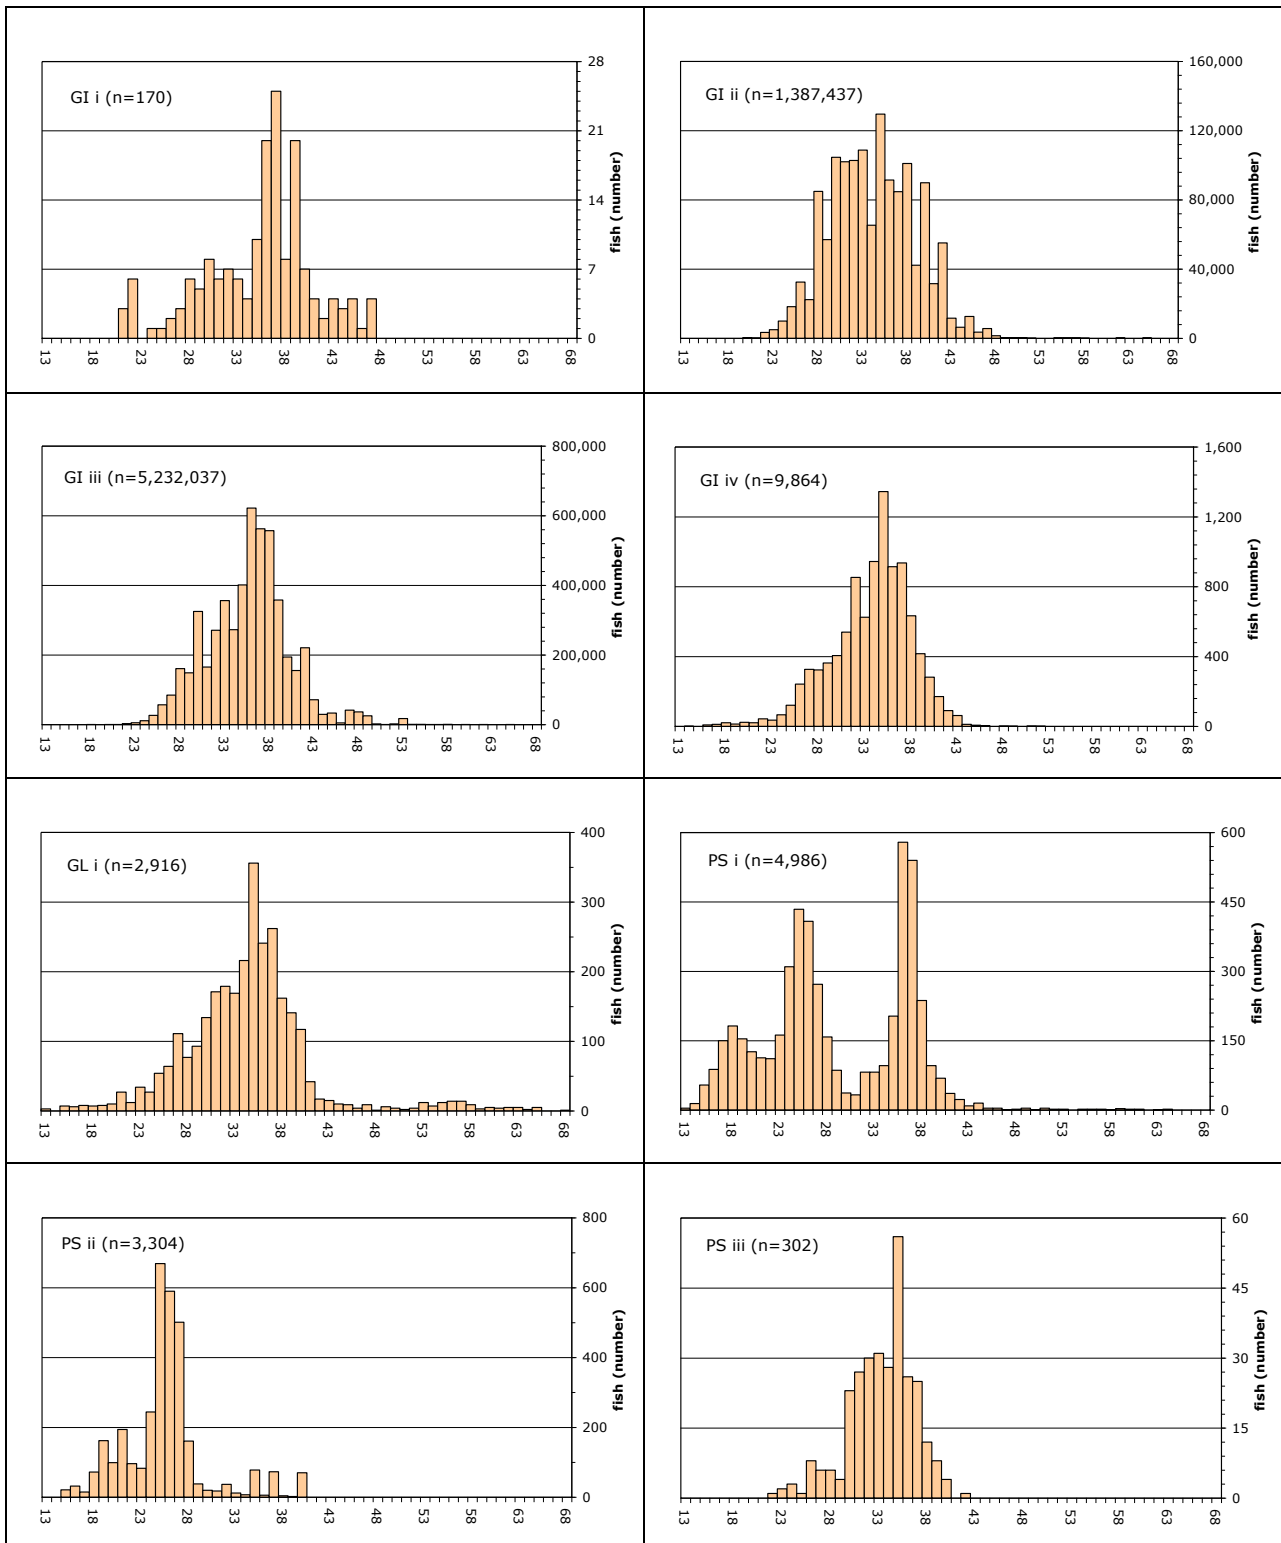 GI i (n=170)
28
21
14
7
0
fish (number)
13 18 23 28 33 38 43 48 53 58 63 68
GI ii (n=1,387,437)
160,000
120,000
80,000
40,000
0
fish (number)
13 18 23 28 33 38 43 48 53 58 63 68
GI iii (n=5,232,037)
800,000
600,000
400,000
200,000
0
fish (number)
13 18 23 28 33 38 43 48 53 58 63 68
GI iv (n=9,864)
1,600
1,200
800
400
0
fish (number)
13 18 23 28 33 38 43 48 53 58 63 68
GL i (n=2,916)
400
300
200
100
0
fish (number)
13 18 23 28 33 38 43 48 53 58 63 68
PS i (n=4,986)
600
450
300
150
0
fish (number)
13 18 23 28 33 38 43 48 53 58 63 68
PS ii (n=3,304)
800
600
400
200
0
fish (number)
13 18 23 28 33 38 43 48 53 58 63 68
PS iii (n=302)
60
45
30
15
0
fish (number)
13 18 23 28 33 38 43 48 53 58 63 68